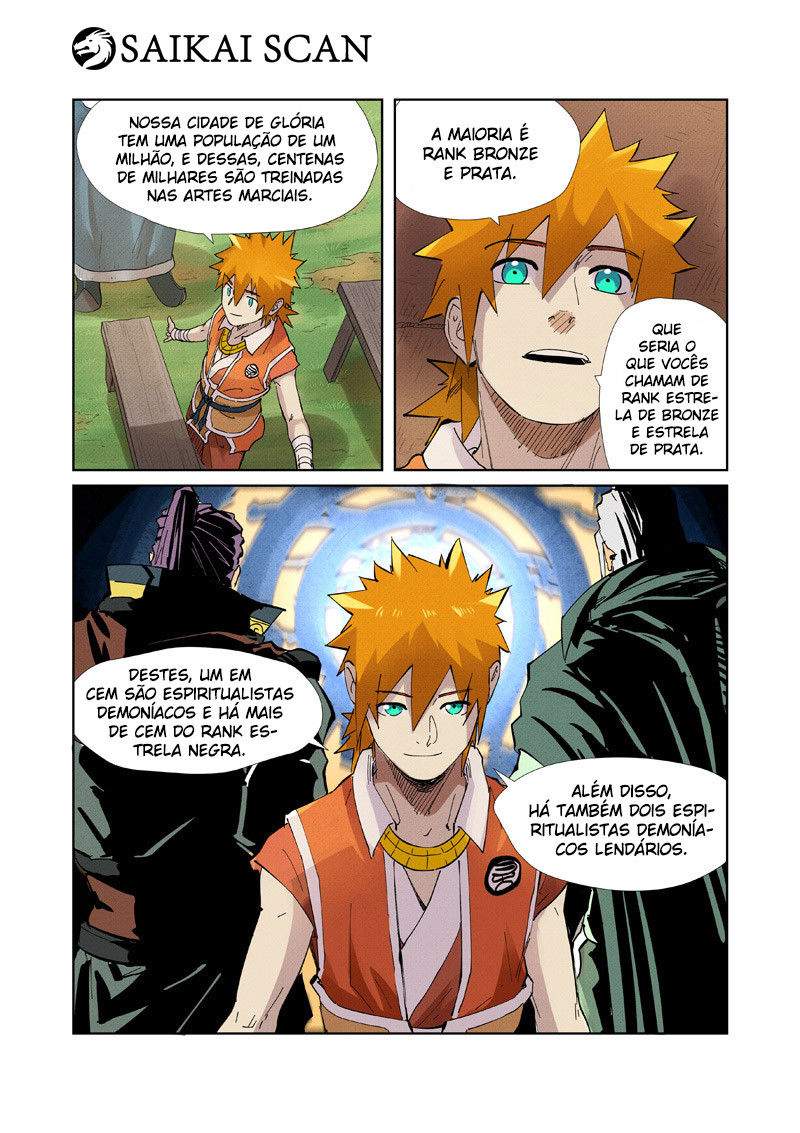 SAIKAI SCAN
NOSSA CIDADE DE GLÓRIA
TEM UMA POPULAÇÃO DE UM
MILHÃO, E DESSAS, CENTENAS
DE MILHARES SÃO TREINADAS
NAS ARTES MARCIAIS.
A MAIORIA É
RANK BRONZE
E PRATA.
QUE
SERIA O
QUE VOCÊS
CHAMAM DE
RANK ESTRE-
LA DE BRONZE
E ESTRELA
DE PRATA.
DESTES, UM EM
CEM SÃO ESPIRITUALISTAS
DEMONÍACOS E HÁ MAIS
DE CEM DO RANK ES-
TRELA NEGRA.
ALÉM DISSO,
HÁ TAMBÉM DOIS ESPI-
RITUALISTAS DEMONÍA-
COS LENDÁRIOS.